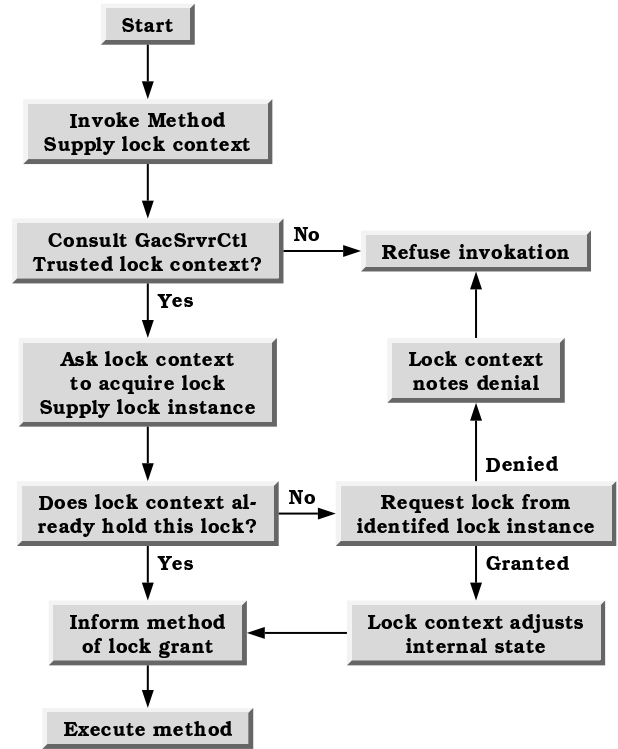 Start
Invoke Method
Supply lock context
Consult GacSrvrCtl
Trusted lock context?
No
Refuse invokation
Yes
Ask lock context
to acquire lock
Supply lock instance
Lock context
notes denial
Denied
Does lock context al-
ready hold this lock?
No
Request lock from
identifed lock instance
Yes
Granted
Inform method
of lock grant
Lock context adjusts
internal state
Execute method